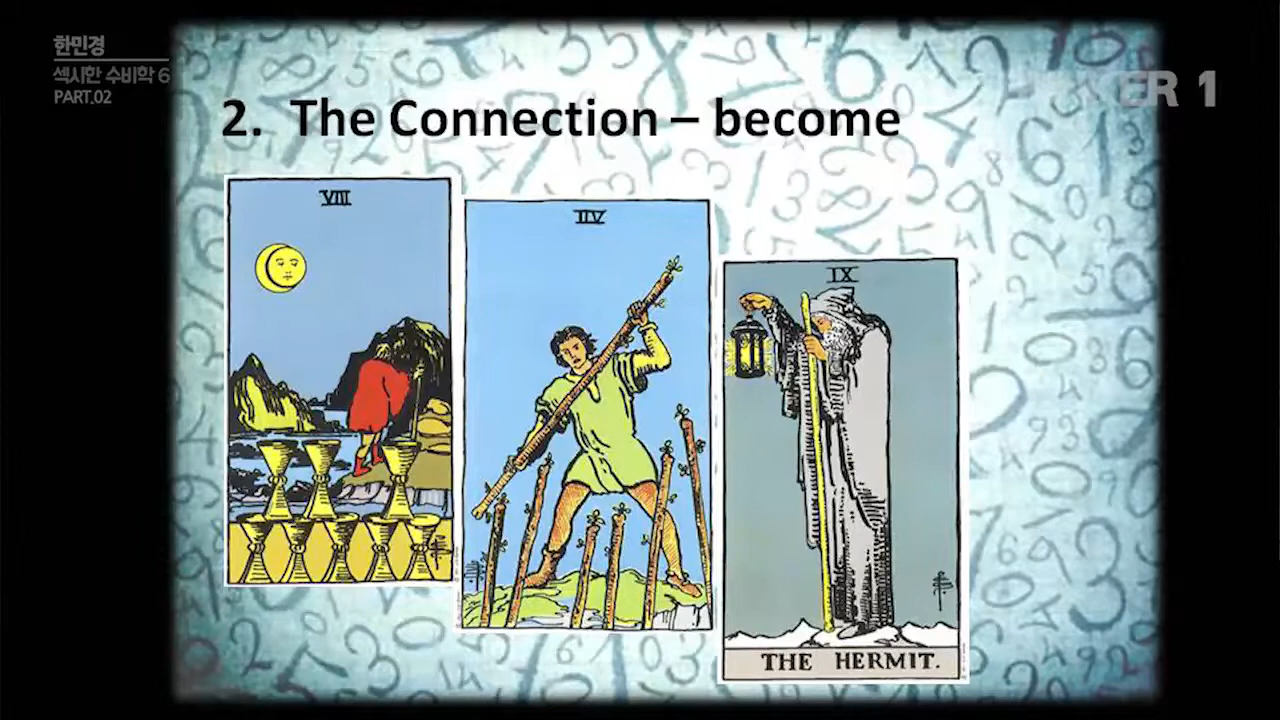 한민경
섹시한 수비학 6
PART.02
2. The Connection – become
VIII
IIV
IX
THE HERMIT.
1